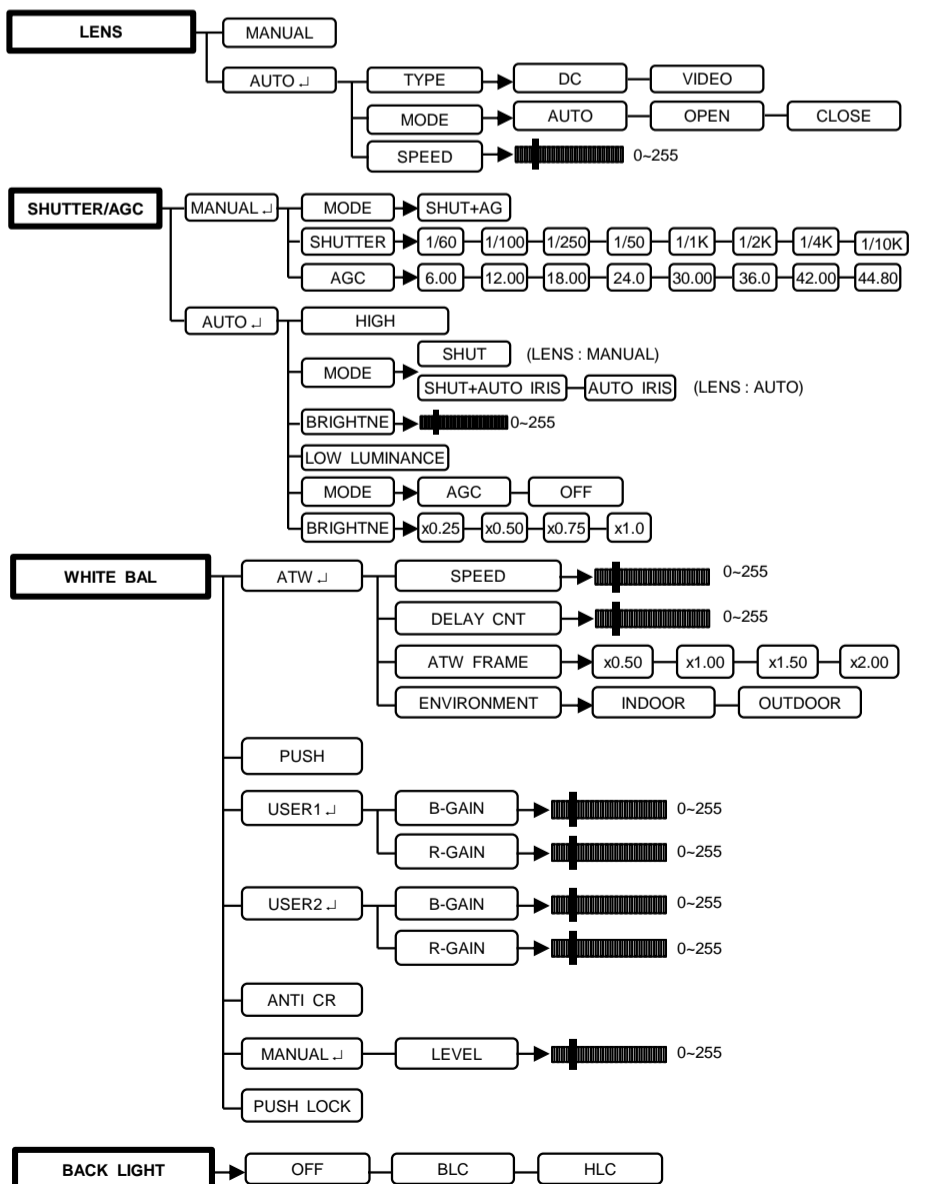 LENS
MANUAL
AUTO ↵
TYPE DC VIDEO
MODE AUTO OPEN CLOSE
SPEED 0~255
SHUTTER/AGC
MANUAL ↵ MODE SHUT+AG
SHUTTER 1/60 1/100 1/250 1/50 1/1K 1/2K 1/4K 1/10K
AGC 6.00 12.00 18.00 24.0 30.00 36.0 42.00 44.80
AUTO ↵ HIGH
MODE SHUT (LENS : MANUAL)
SHUT+AUTO IRIS AUTO IRIS (LENS : AUTO)
BRIGHTNE 0~255
LOW LUMINANCE
MODE AGC OFF
BRIGHTNE x0.25 x0.50 x0.75 x1.0
WHITE BAL
ATW ↵ SPEED 0~255
DELAY CNT 0~255
ATW FRAME x0.50 x1.00 x1.50 x2.00
ENVIRONMENT INDOOR OUTDOOR
PUSH
USER1 ↵ B-GAIN 0~255
R-GAIN 0~255
USER2 ↵ B-GAIN 0~255
R-GAIN 0~255
ANTI CR
MANUAL ↵ LEVEL 0~255
PUSH LOCK
BACK LIGHT OFF BLC HLC